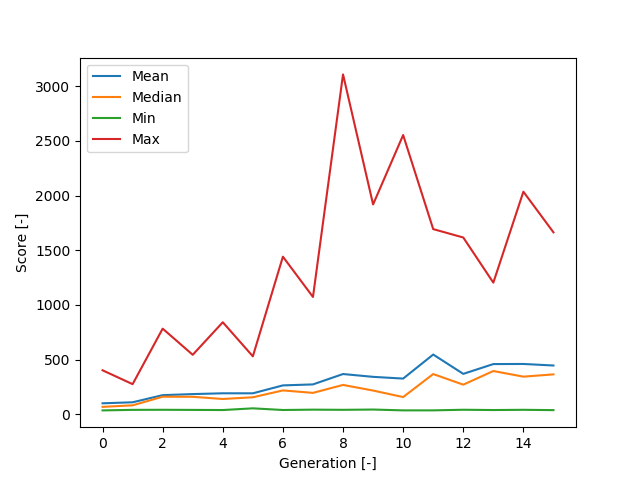 Mean
Median
Min
Max
3000
2500
2000
1500
1000
500
0
Score [-]
0 2 4 6 8 10 12 14
Generation [-]